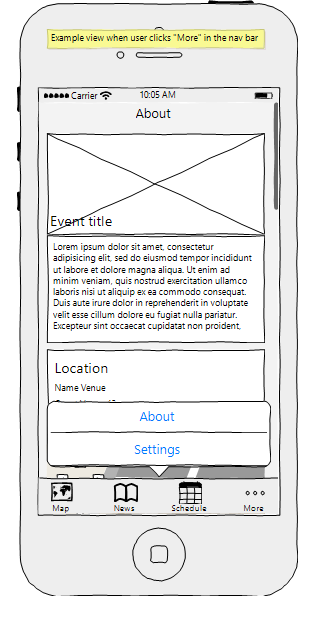 Example view when user clicks "More" in the nav bar
Carrier 10:05 AM
About
Event title
Lorem ipsum dolor sit amet, consectetur
adipisicing elit, sed do eiusmod tempor incididunt
ut labore et dolore magna aliqua. Ut enim ad
minim veniam, quis nostrud exercitation ullamco
laboris nisi ut aliquip ex ea commodo consequat.
Duis aute irure dolor in reprehenderit in voluptate
velit esse cillum dolore eu fugiat nulla pariatur.
Excepteur sint occaecat cupidatat non proident,
Location
Name Venue
About
Settings
Map News Schedule More